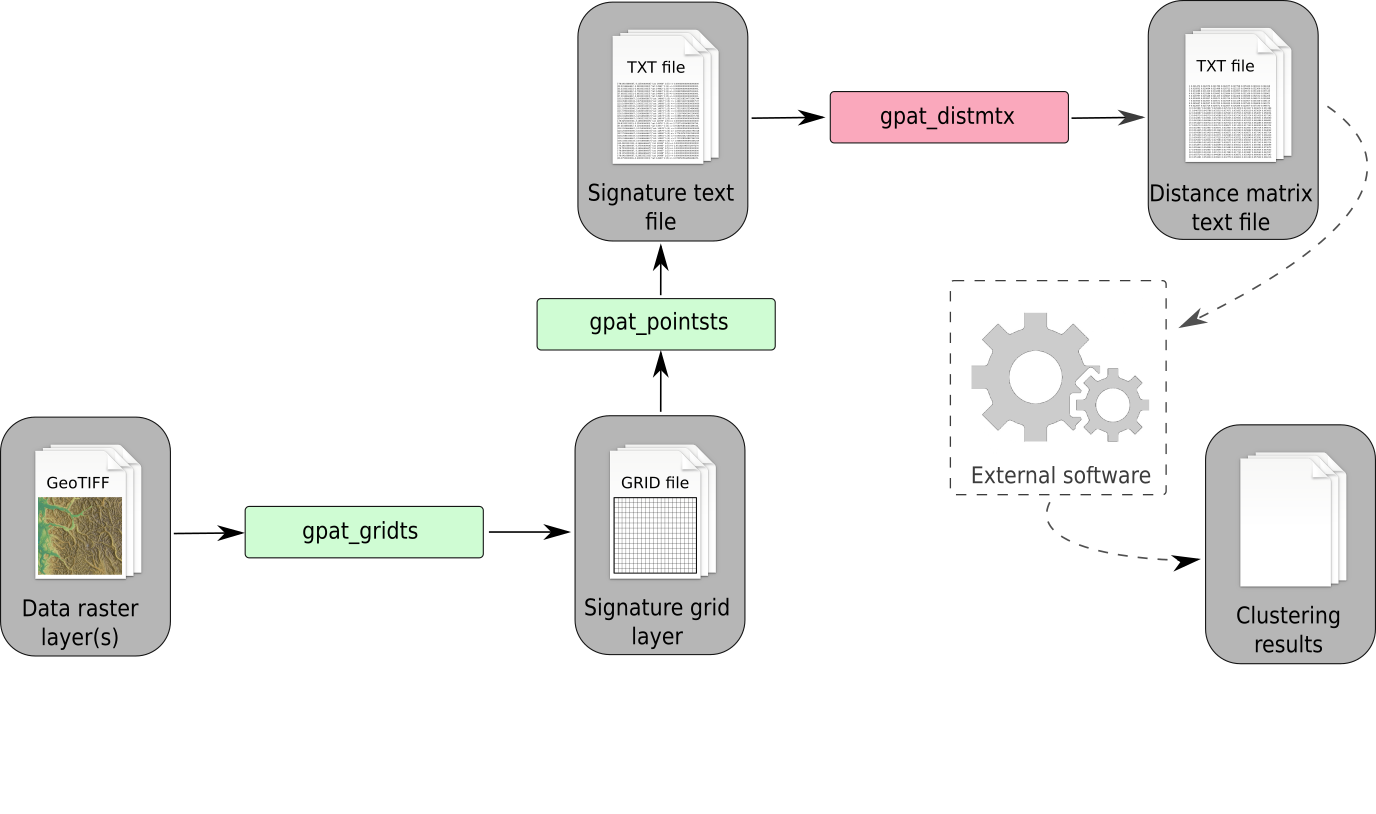 TXT file
Signature text
file
gpat_distmtx
TXT file
Distance matrix
text file
gpat_pointsts
External software
GeoTIFF
Data raster
layer(s)
gpat_gridts
GRID file
Signature grid
layer
Clustering
results